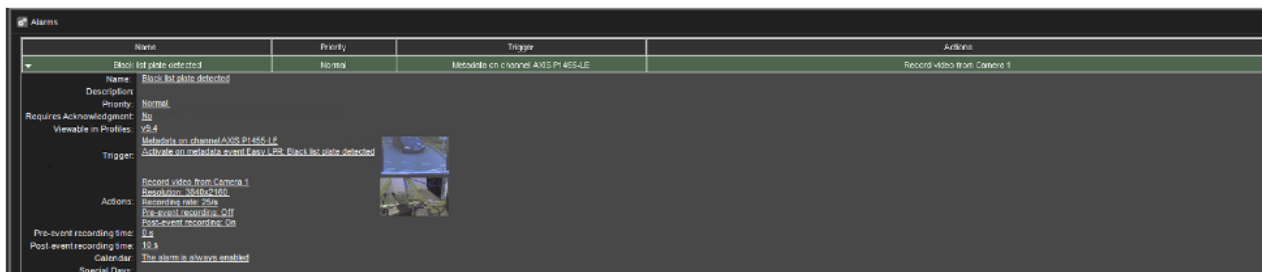 Alarms
Name Priority Trigger Actions
Black list plate detected Normal Metadata on channel AXIS P1455-LE Record video from Camera 1
Name: Black list plate detected
Description:
Priority: Normal
Requires Acknowledgment: No
Viewable in Profiles: v9.4
Metadata on channel AXIS P1455-LE
Trigger: Activate on metadata event Easy LPR: Black list plate detected
Record video from Camera 1
Resolution: 3840x2160
Actions: Recording rate: 25/s
Pre-event recording: Off
Post-event recording: On
Pre-event recording time: 0 s
Post-event recording time: 10 s
Calendar: The alarm is always enabled
Special Days: